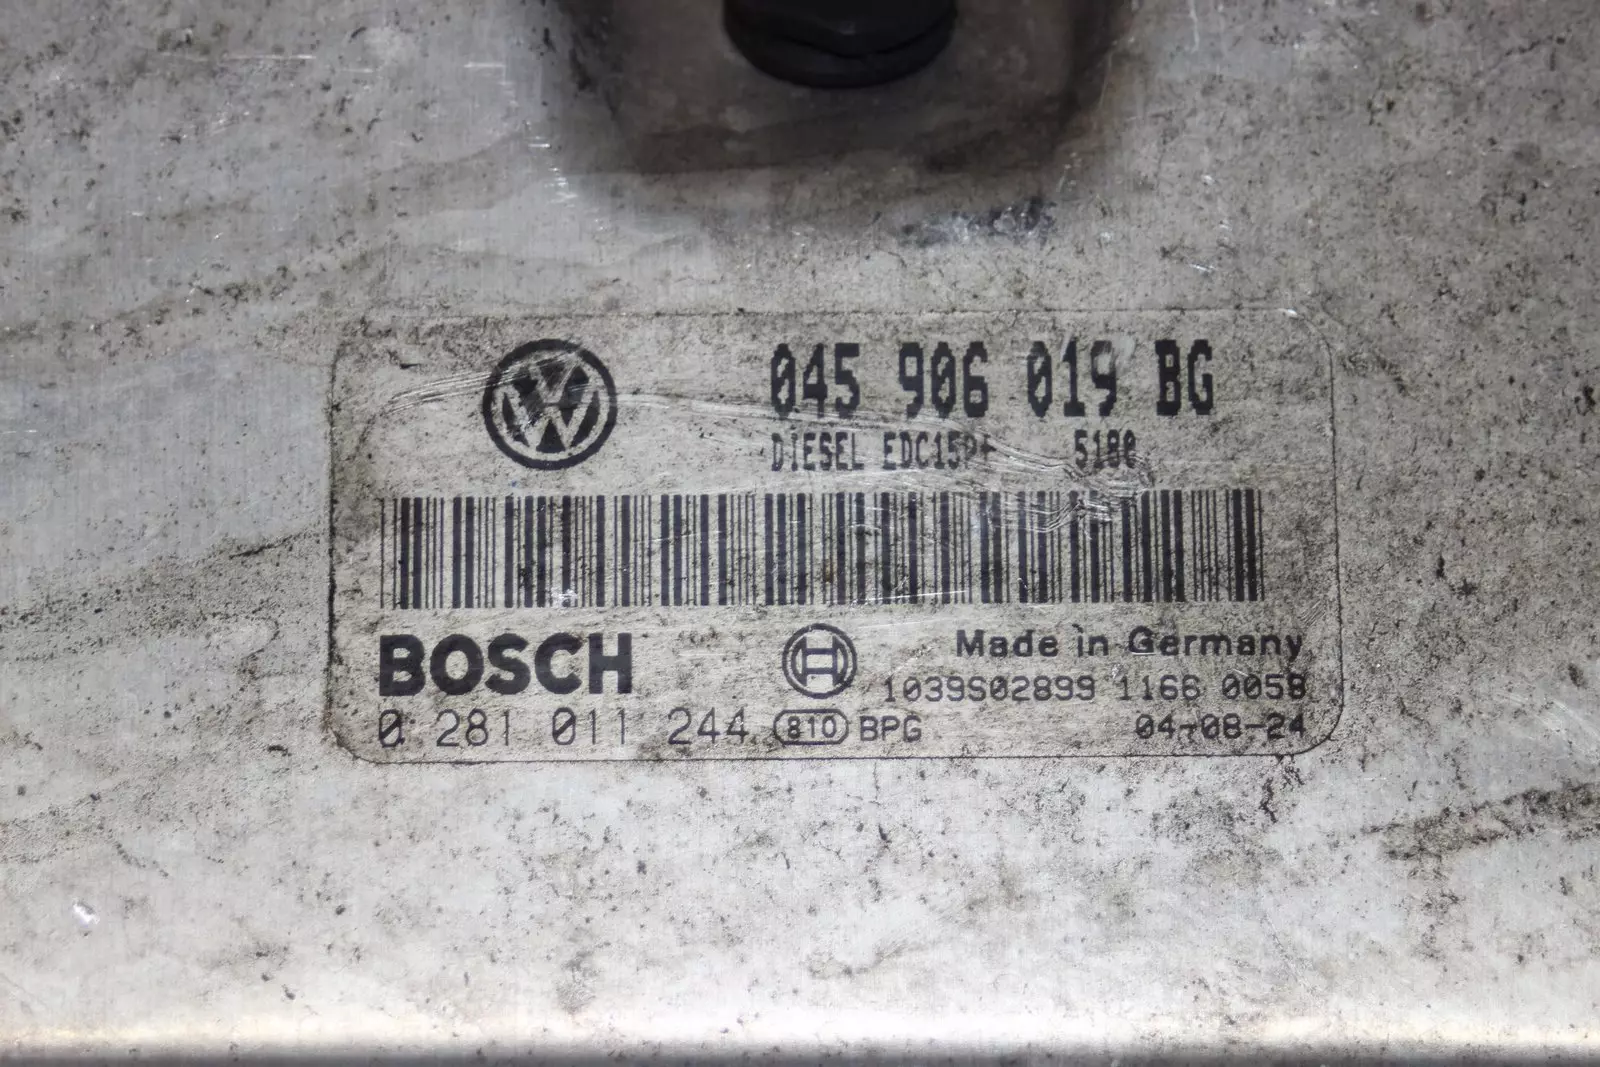 045 906 019 BG
DIESEL EDC15P+ 5180
BOSCH
Made in Germany
1039S02899 1166 0058
0 281 011 244 810 BPG 04-08-24